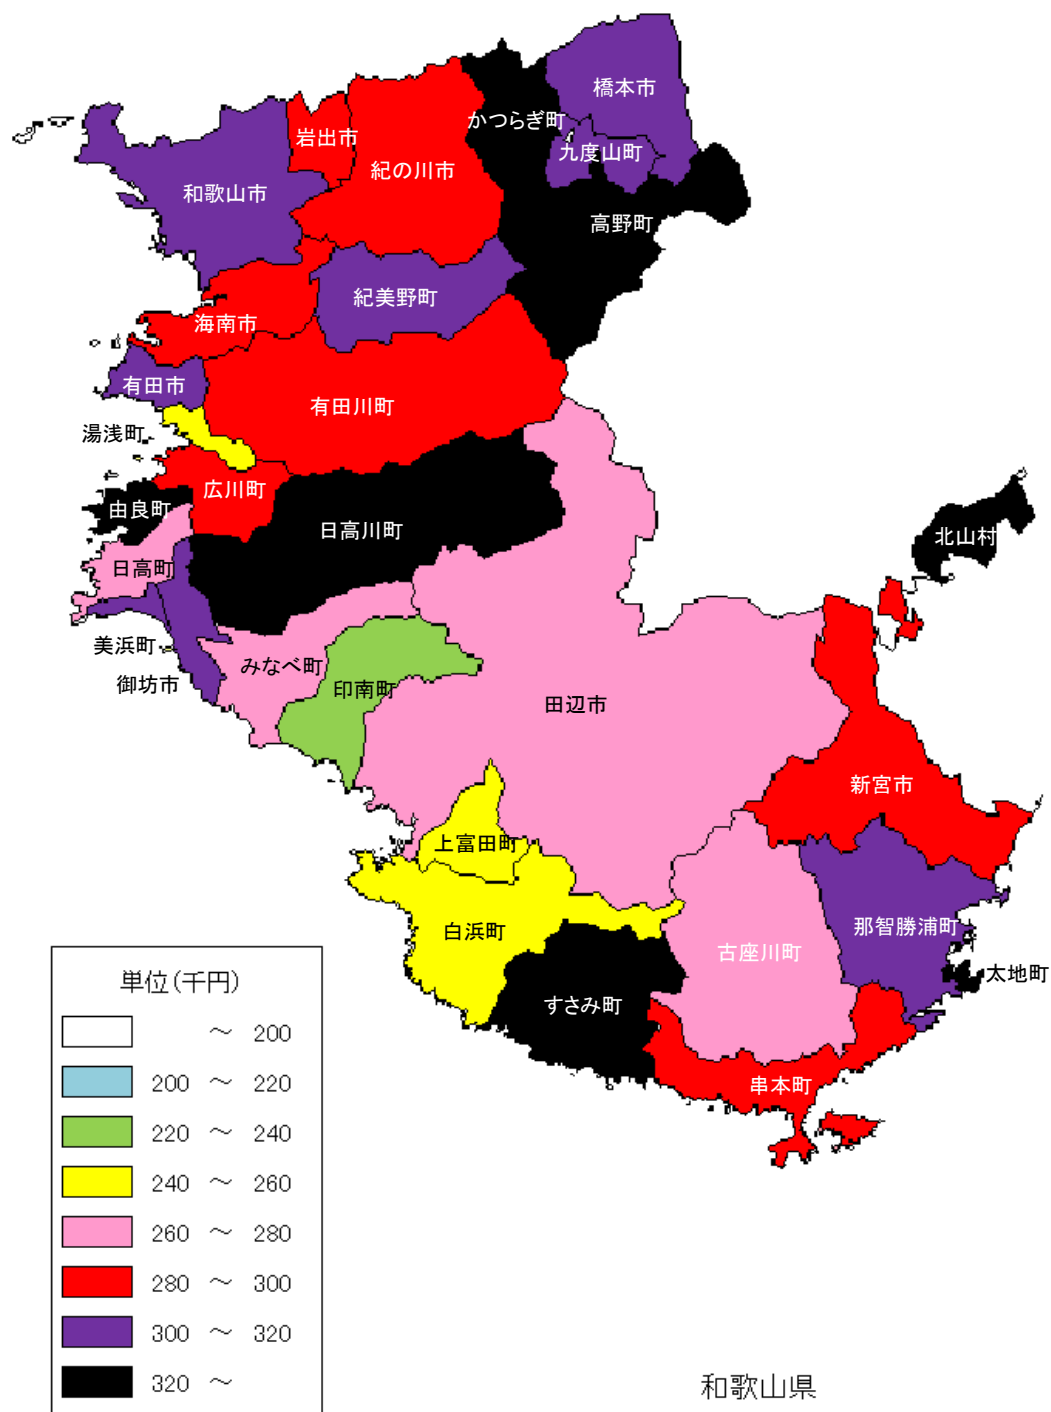 橋本市
かつらぎ町
岩出市
九度山町
紀の川市
和歌山市
高野町
紀美野町
海南市
有田市
有田川町
湯浅町
広川町
由良町
日高川町
北山村
日高町
美浜町
みなべ町
御坊市
印南町
田辺市
新宮市
上富田町
那智勝浦町
白浜町
古座川町
太地町
すさみ町
串本町
単位(千円)
～ 200
200 ～ 220
220 ～ 240
240 ～ 260
260 ～ 280
280 ～ 300
300 ～ 320
320 ～
和歌山県